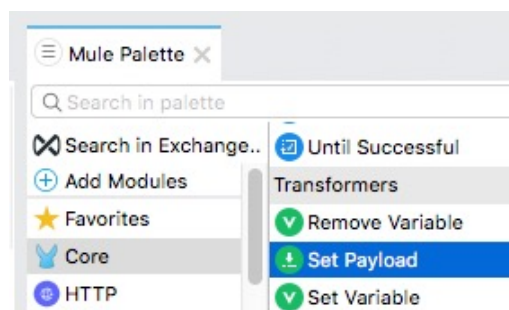 Mule Palette
Search in palette
Search in Exchange..
Add Modules
Favorites
Core
HTTP
Until Successful
Transformers
Remove Variable
Set Payload
Set Variable